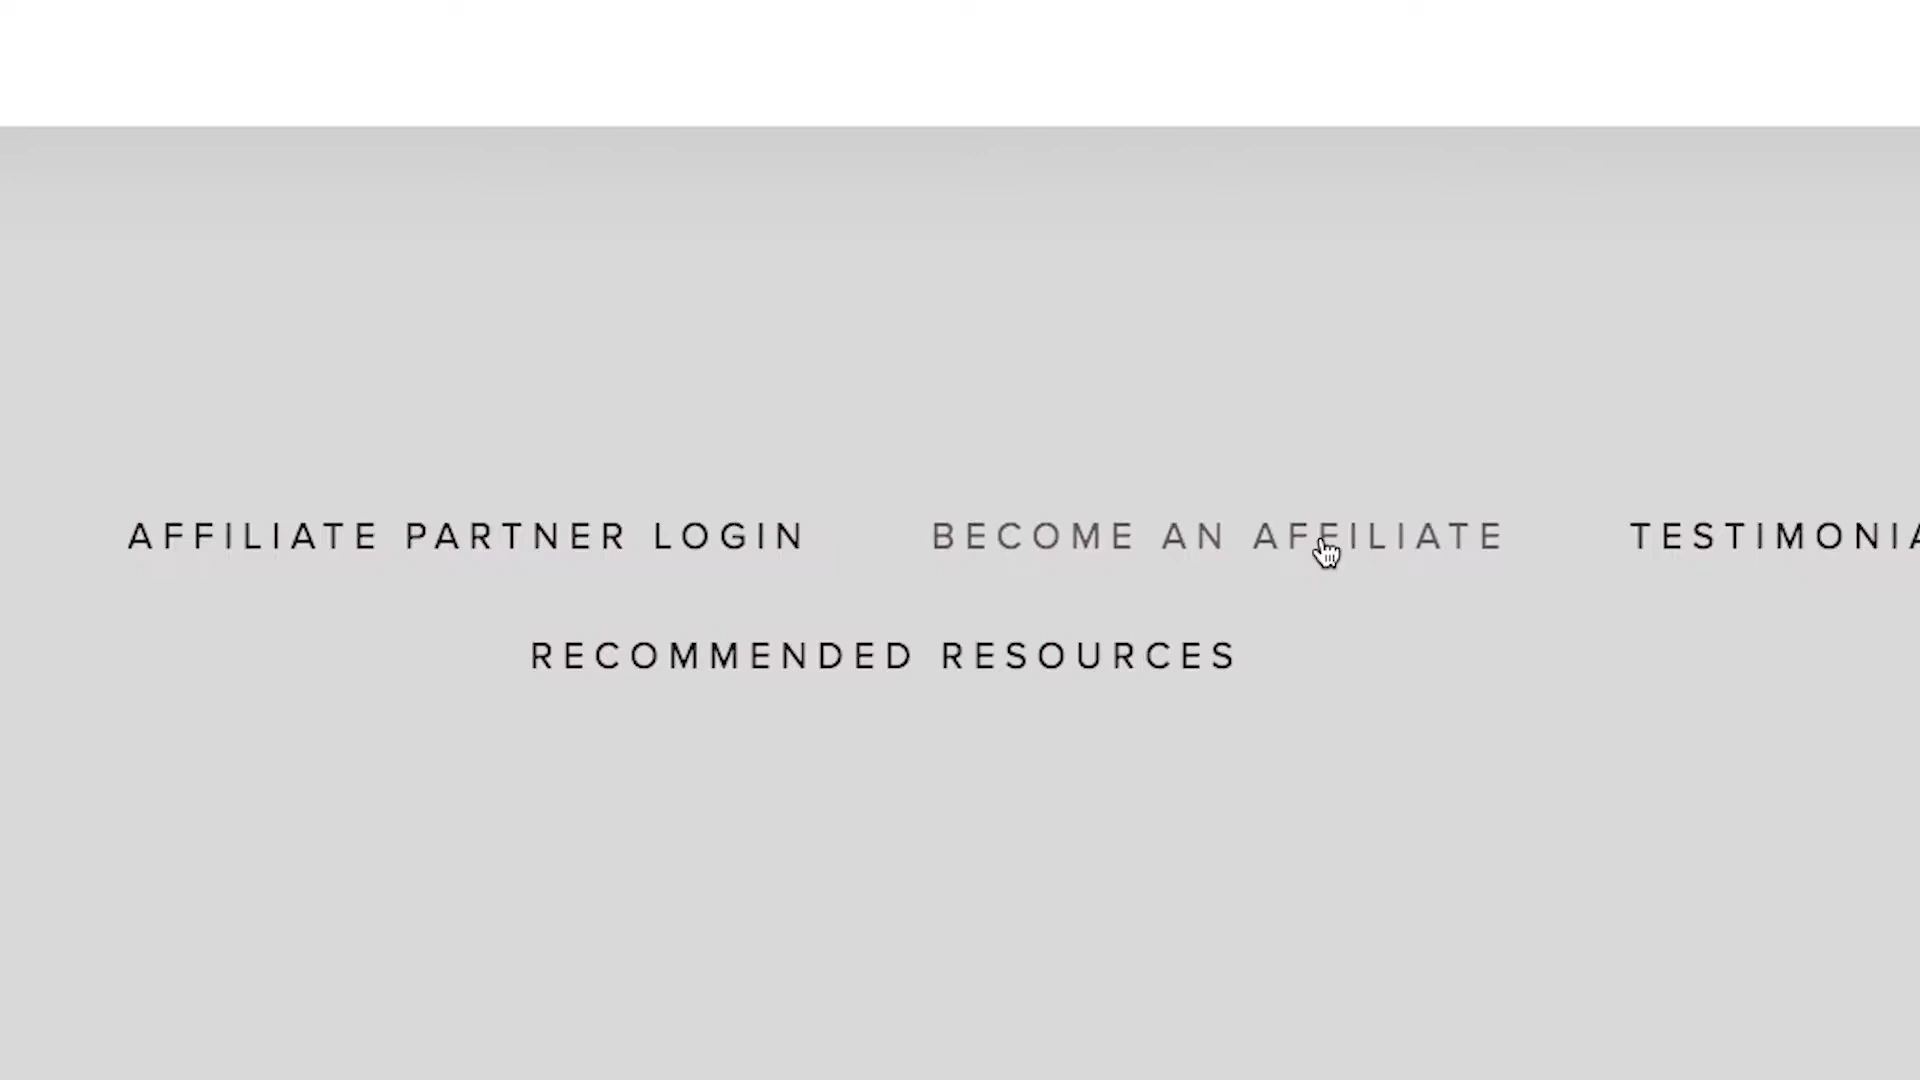 AFFILIATE PARTNER LOGIN BECOME AN AFFILIATE
RECOMMENDED RESOURCES